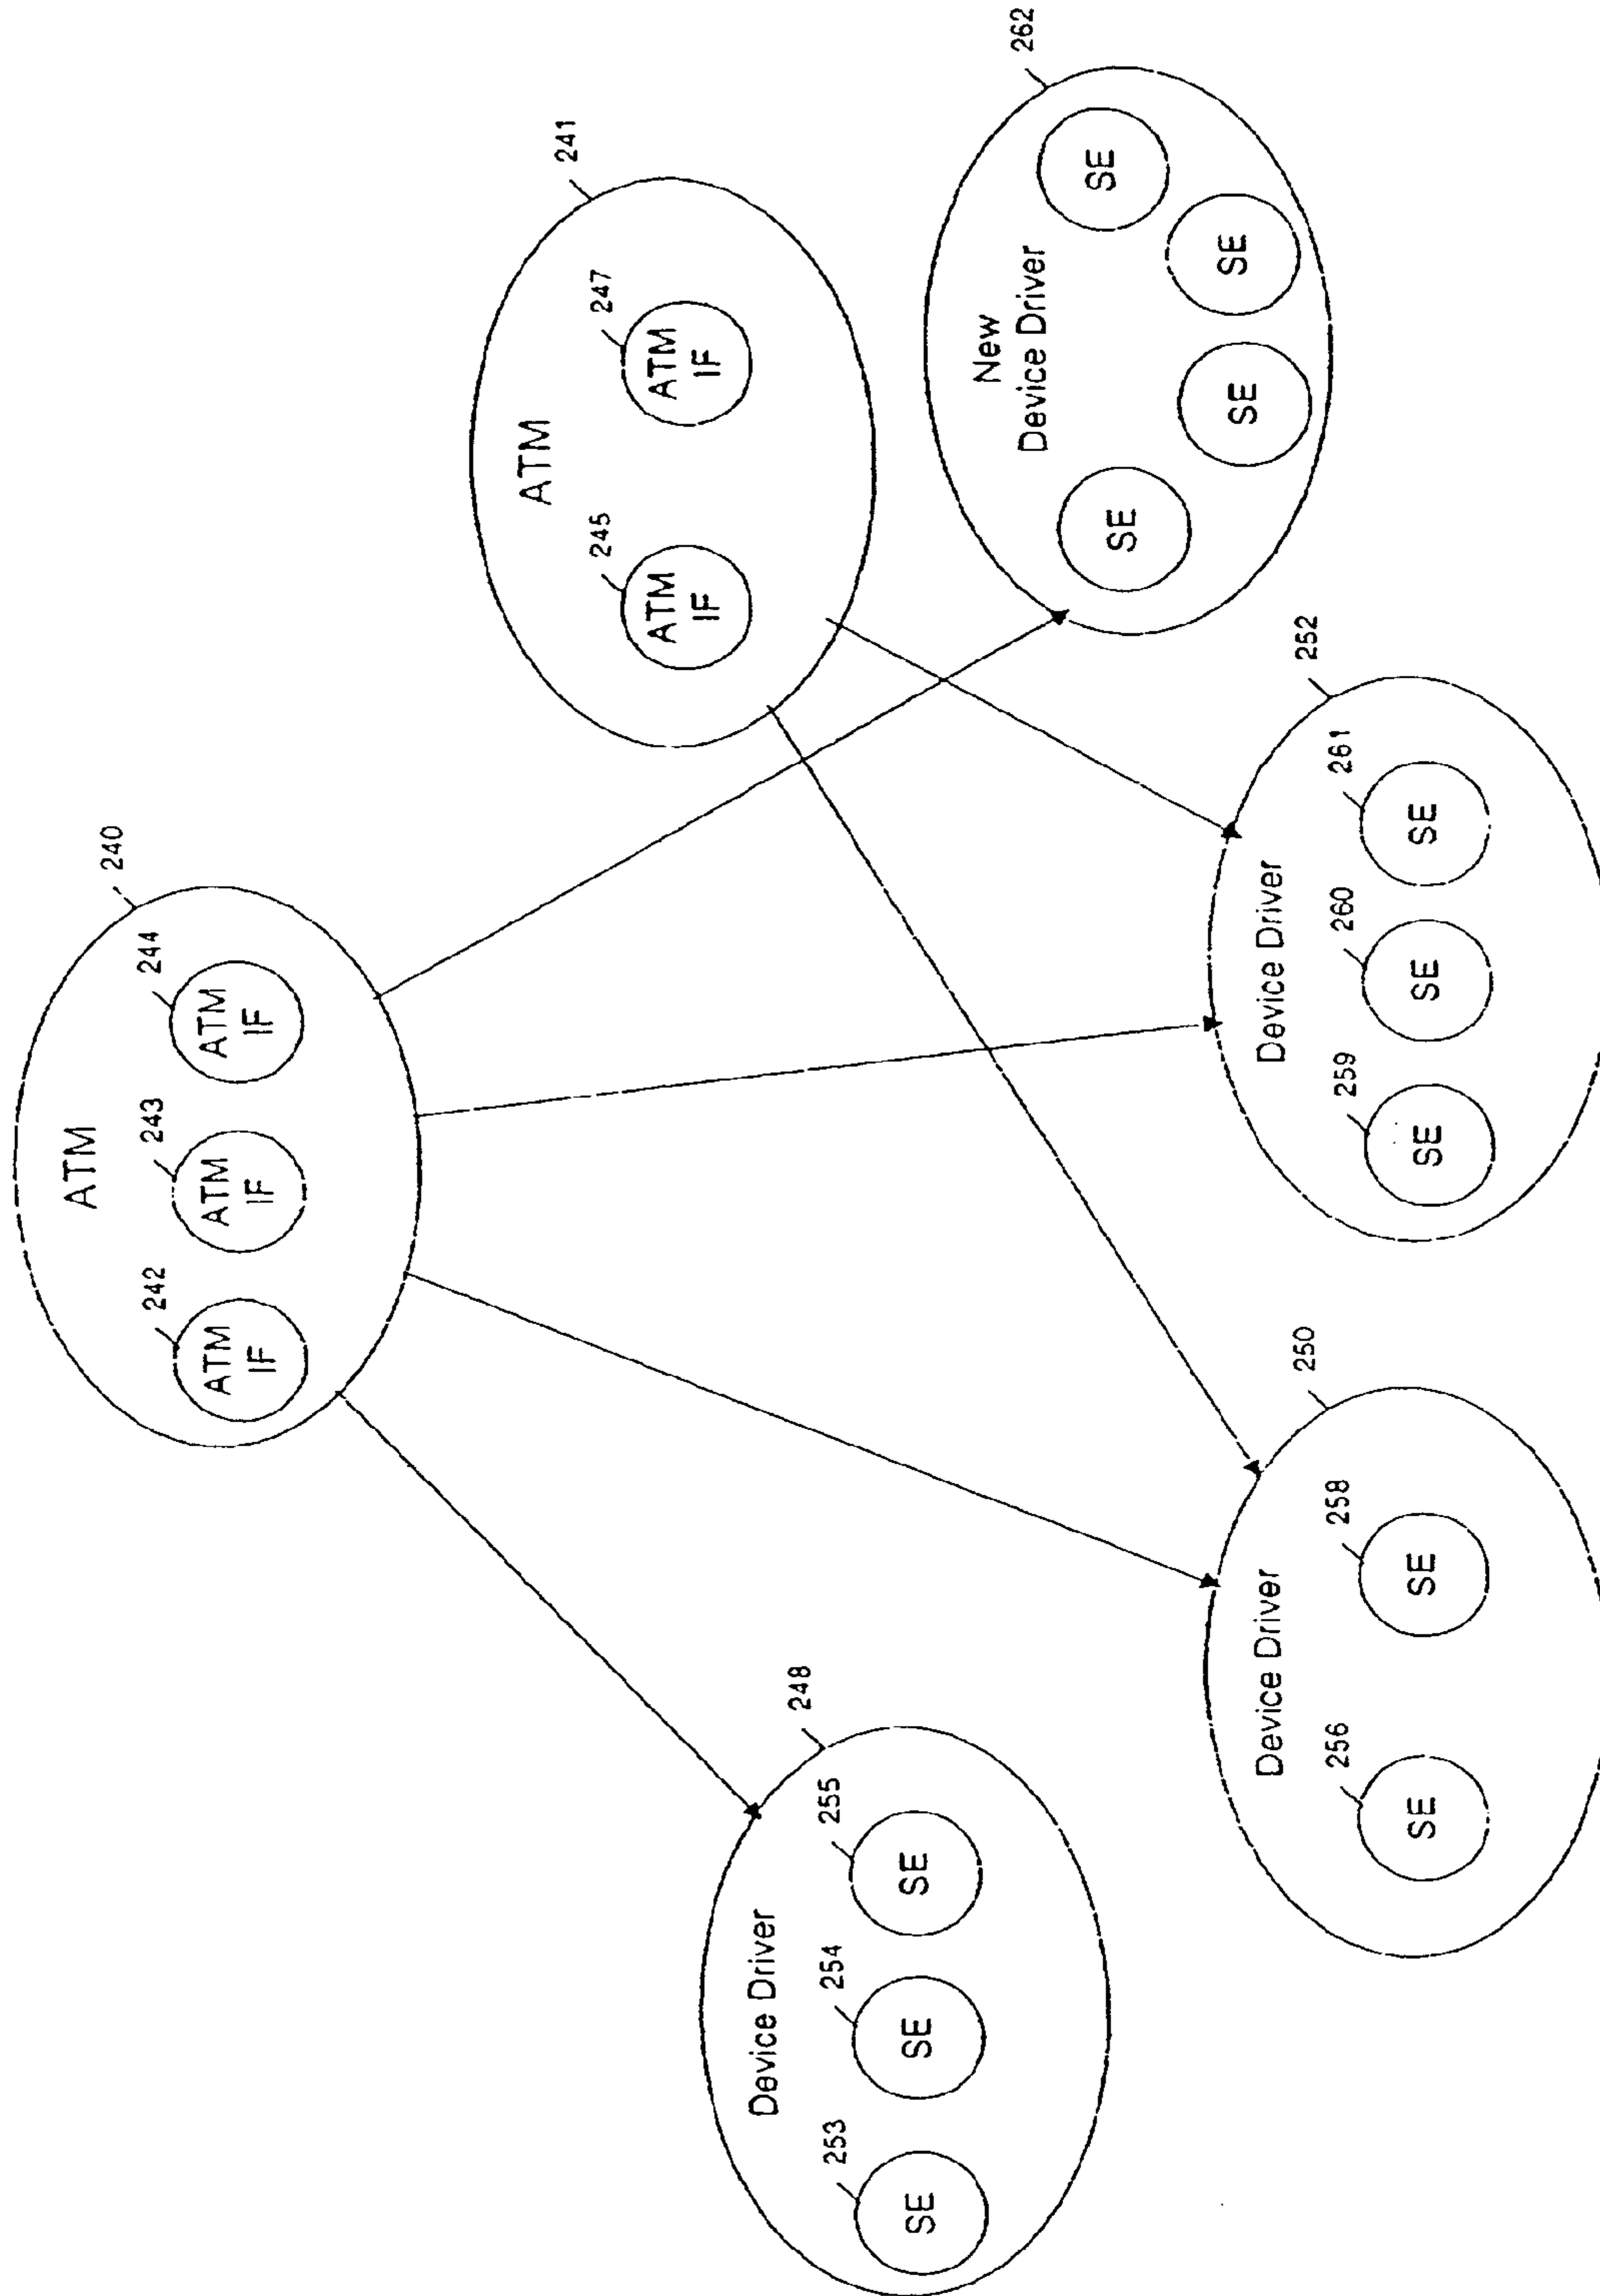 240
ATM
242
ATM
IF
243
ATM
IF
244
ATM
IF
241
ATM
245
ATM
IF
247
ATM
IF
248
Device Driver
253
SE
254
SE
255
SE
250
Device Driver
256
SE
258
SE
252
Device Driver
259
SE
260
SE
261
SE
262
New
Device Driver
SE
SE
SE
SE